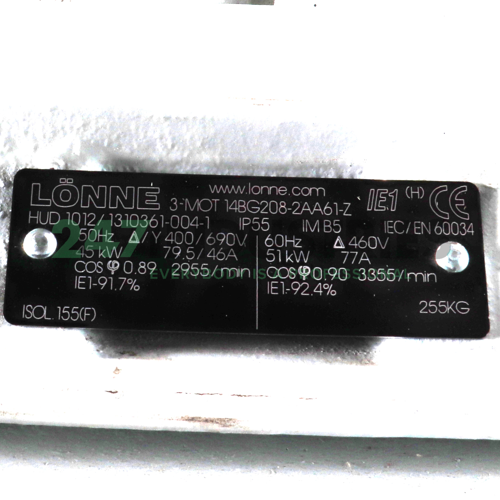 LÖNNE www.lonne.com IE1 (H) CE
3~MOT 14BG208-2AA61-Z
HUD 1012/1310361-004-1 IP55 IM B5 IEC/EN 60034
50Hz Δ/Y 400/690V 60Hz Δ 460V
45kW 79.5/46A 51kW 77A
COS φ 0.89 2955/min COS φ 0.90 3355/min
IE1-91.7% IE1-92.4%
ISOL. 155(F) 255KG
247